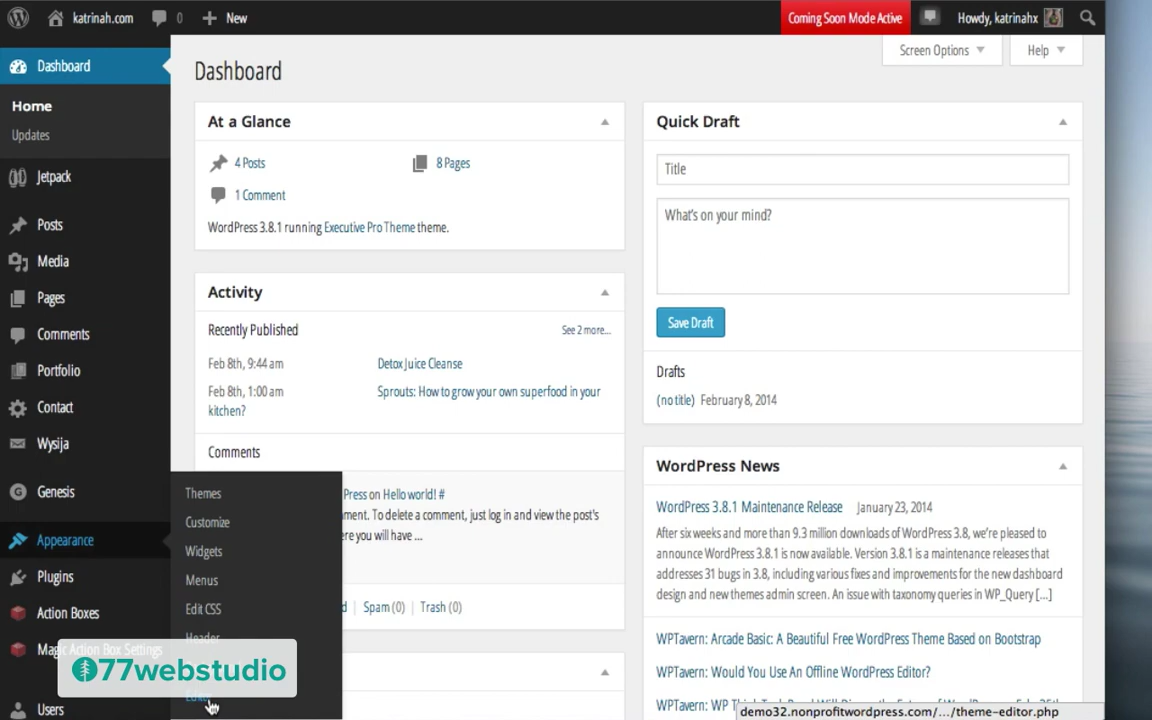 katrinah.com 0 New
Coming Soon Mode Active
Howdy, katrinahx
Dashboard
Home
Updates
Jetpack
Posts
Media
Pages
Comments
Portfolio
Contact
Wysija
Genesis
Appearance
Plugins
Action Boxes
Magic Action Box Settings
Users
Themes
Customize
Widgets
Menus
Edit CSS
Header
Editor
77webstudio
Screen Options
Help
Dashboard
At a Glance
4 Posts
8 Pages
1 Comment
WordPress 3.8.1 running Executive Pro Theme theme.
Activity
Recently Published
See 2 more...
Feb 8th, 9:44 am
Detox Juice Cleanse
Feb 8th, 1:00 am
Sprouts: How to grow your own superfood in your
kitchen?
Comments
Press on Hello world! #
ment. To delete a comment, just log in and view the post's
ere you will have ...
d | Spam (0) | Trash (0)
Quick Draft
Title
What's on your mind?
Save Draft
Drafts
(no title) February 8, 2014
WordPress News
WordPress 3.8.1 Maintenance Release January 23, 2014
After six weeks and more than 9.3 million downloads of WordPress 3.8, we're pleased to
announce WordPress 3.8.1 is now available. Version 3.8.1 is a maintenance releases that
addresses 31 bugs in 3.8, including various fixes and improvements for the new dashboard
design and new themes admin screen. An issue with taxonomy queries in WP_Query [...]
WPTavern: Arcade Basic: A Beautiful Free WordPress Theme Based on Bootstrap
WPTavern: Would You Use An Offline WordPress Editor?
WPTavern: WP
demo32.nonprofitwordpress.com/.../theme-editor.php